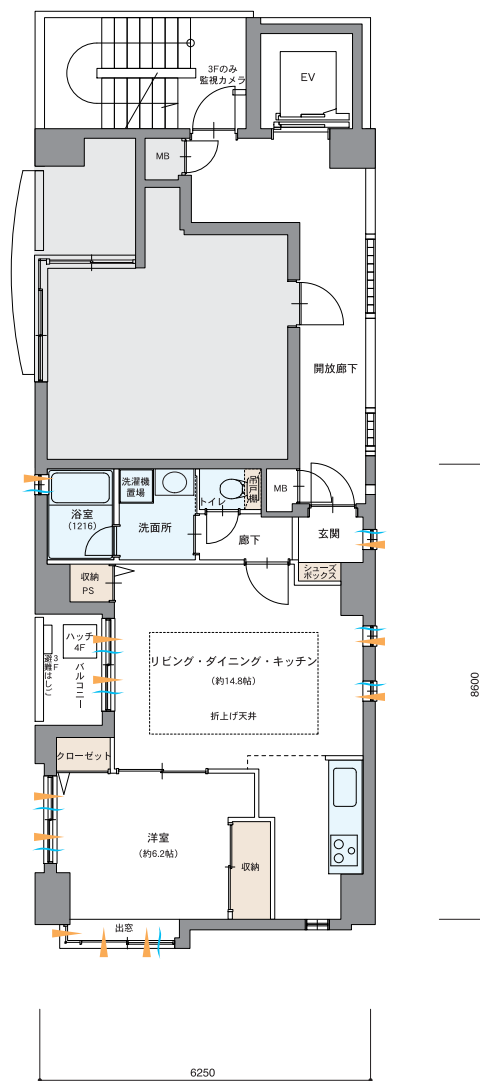 3Fのみ
監視カメラ
EV
MB
開放廊下
洗濯機
置場
トイレ
吊戸棚
MB
浴室
(1216)
洗面所
廊下
玄関
シューズ
ボックス
収納
PS
ハッチ
4F
3F
避難はしご
バルコニー
リビング・ダイニング・キッチン
(約14.8帖)
折上げ天井
クローゼット
洋室
(約6.2帖)
収納
出窓
8600
6250